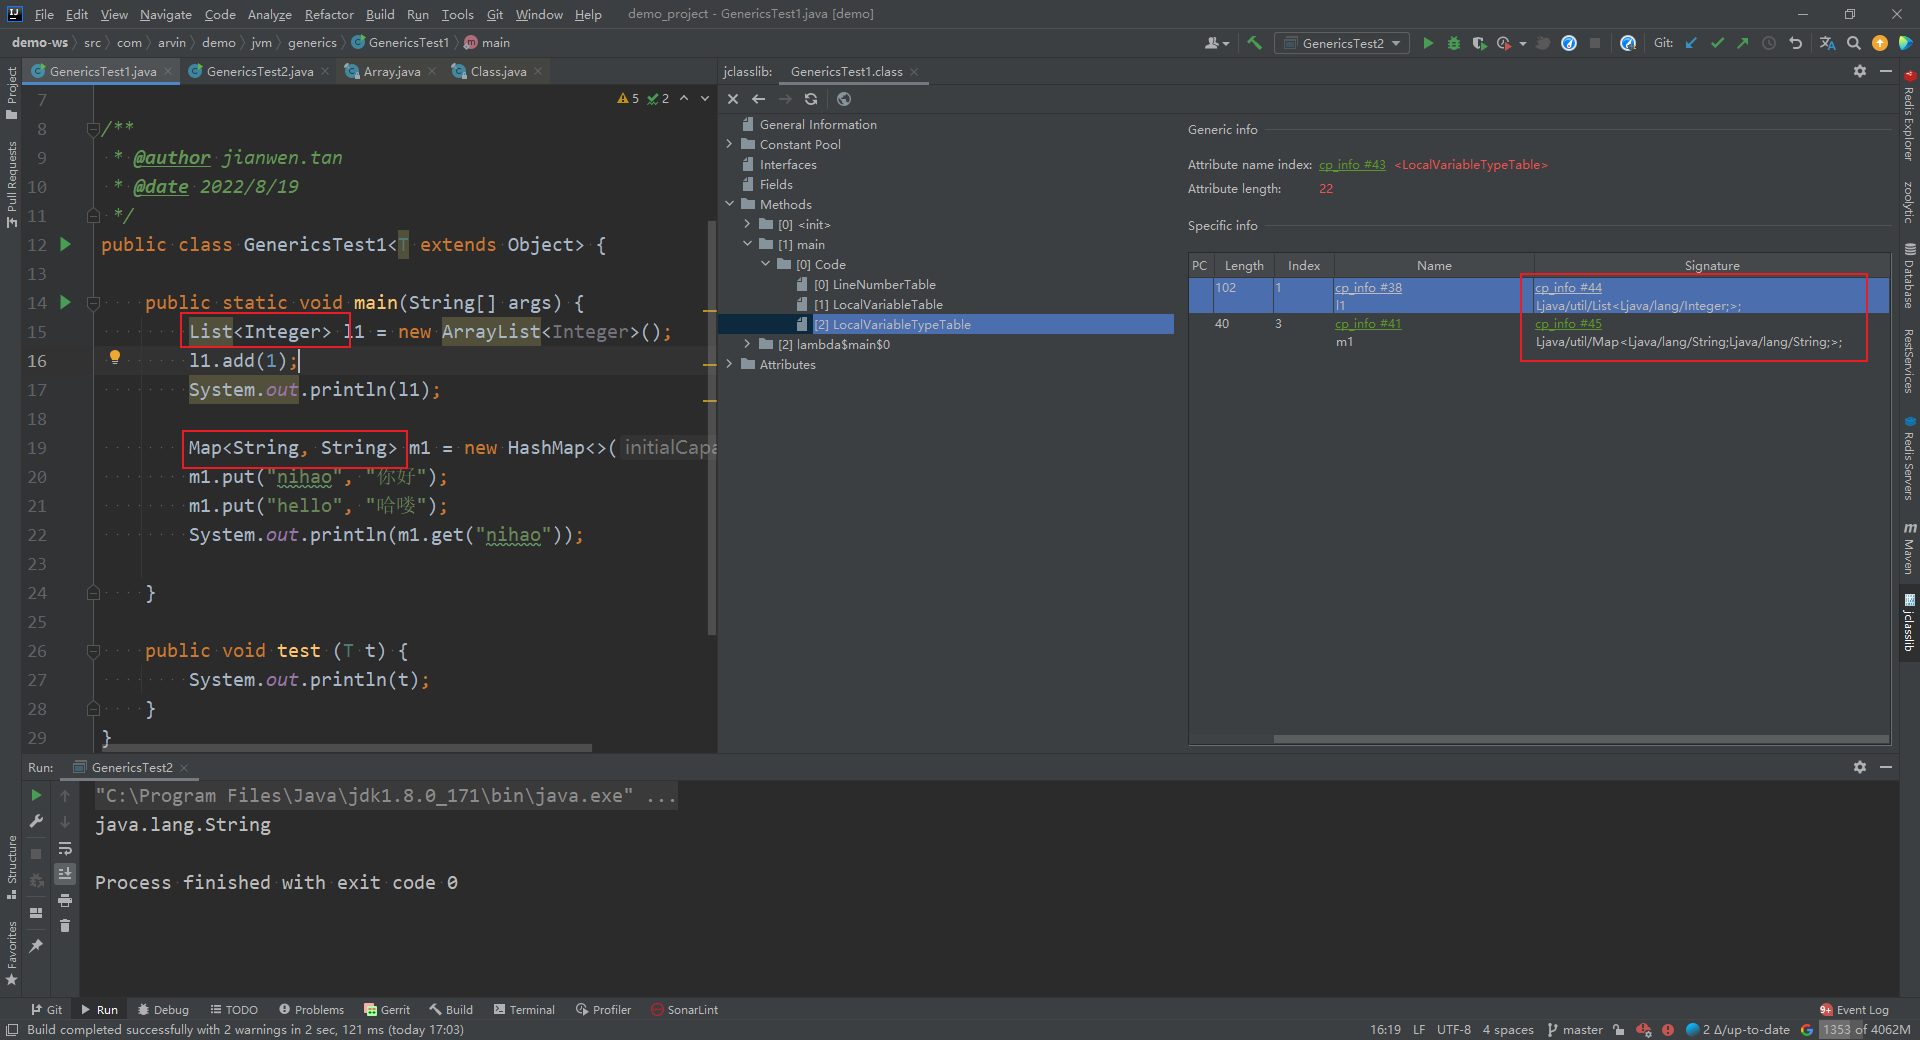 File Edit View Navigate Code Analyze Refactor Build Run Tools Git Window Help demo_project - GenericsTest1.java [demo]
demo-ws src com arvin demo jvm generics GenericsTest1 main
GenericsTest2 Git:
GenericsTest1.java GenericsTest2.java Array.java Class.java
Project
Pull Requests
Structure
Favorites
5 2
7
8 /**
9 * @author jianwen.tan
10 * @date 2022/8/19
11 */
12 public class GenericsTest1<T extends Object> {
13
14 public static void main(String[] args) {
15 List<Integer> l1 = new ArrayList<Integer>();
16 l1.add(1);
17 System.out.println(l1);
18
19 Map<String, String> m1 = new HashMap<>( initialCapa
20 m1.put("nihao", "你好");
21 m1.put("hello", "哈喽");
22 System.out.println(m1.get("nihao"));
23
24 }
25
26 public void test (T t) {
27 System.out.println(t);
28 }
29 }
jclasslib: GenericsTest1.class
General Information
Constant Pool
Interfaces
Fields
Methods
[0] <init>
[1] main
[0] Code
[0] LineNumberTable
[1] LocalVariableTable
[2] LocalVariableTypeTable
[2] lambda$main$0
Attributes
Generic info
Attribute name index: cp_info #43 <LocalVariableTypeTable>
Attribute length: 22
Specific info
PC Length Index Name Signature
102 1 cp_info #38 cp_info #44
l1 Ljava/util/List<Ljava/lang/Integer;>;
40 3 cp_info #41 cp_info #45
m1 Ljava/util/Map<Ljava/lang/String;Ljava/lang/String;>;
Redis Explorer
zoolytic
Database
RestServices
Redis Servers
Maven
jclasslib
Run: GenericsTest2
"C:\Program Files\Java\jdk1.8.0_171\bin\java.exe" ...
java.lang.String
Process finished with exit code 0
Git Run Debug TODO Problems Gerrit Build Terminal Profiler SonarLint 9+ Event Log
Build completed successfully with 2 warnings in 2 sec, 121 ms (today 17:03) 16:19 LF UTF-8 4 spaces master 2 Δ/up-to-date 1353 of 4062M